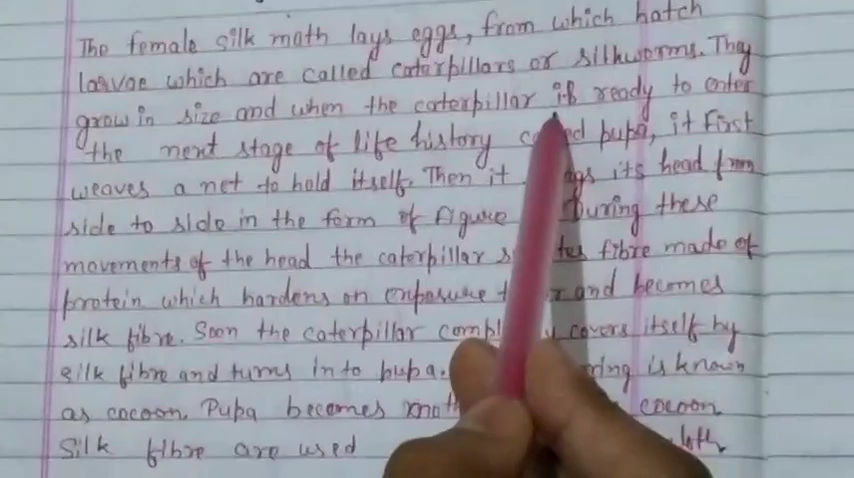 The female silk moth lays eggs, from which hatch
larvae which are called caterpillars or silkworms. They
grow in size and when the caterpillar is ready to enter
the next stage of life history pupa, it first
weaves a net to hold itself. Then it its head from
side to side in the form of figure During these
movements of the head the caterpillar fibre made of
protein which hardens on exposure and becomes
silk fibre. Soon the caterpillar covers itself by
silk fibre and turns in to pupa. is known
as cocoon. Pupa becomes cocoon
Silk fibre are used